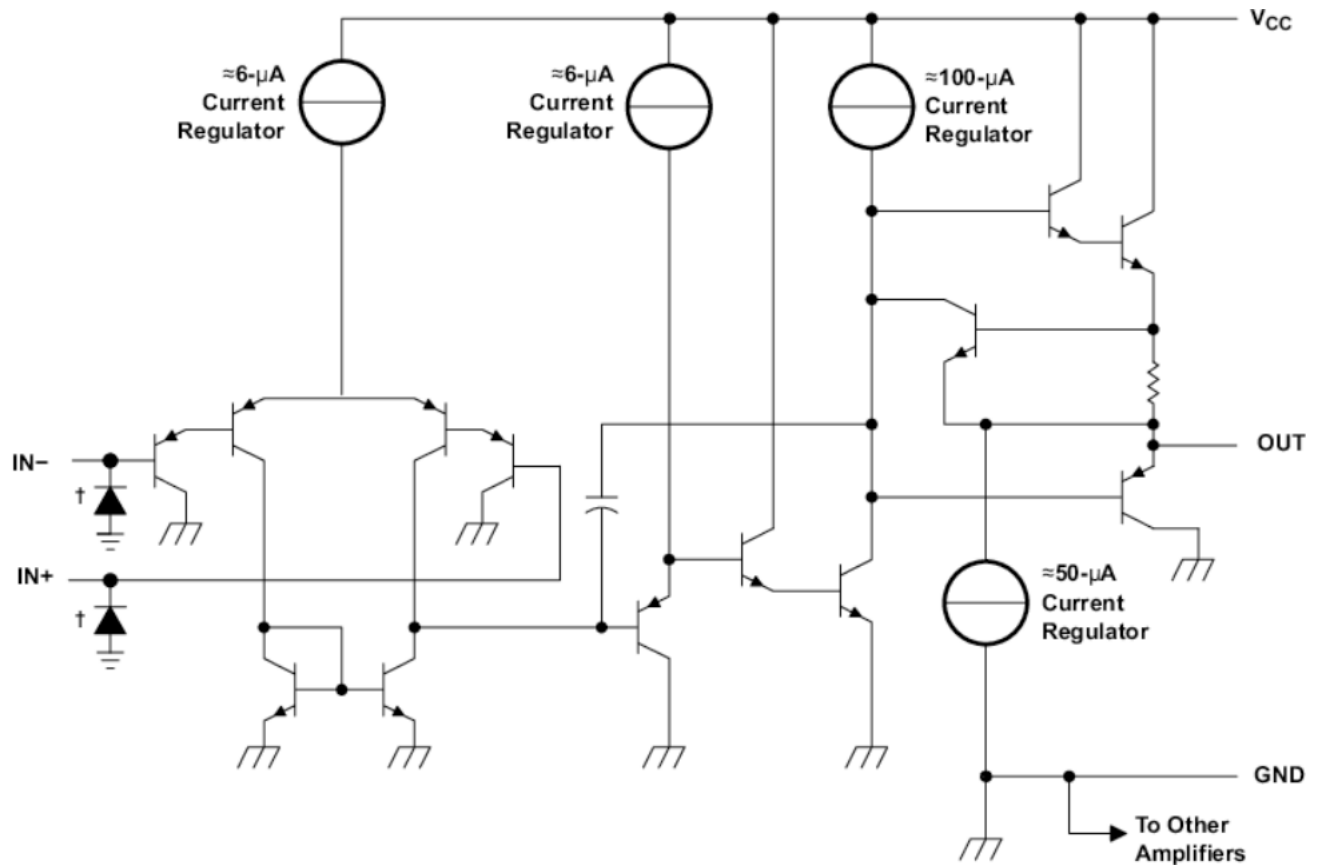 V_CC
≈6-µA
Current
Regulator
≈6-µA
Current
Regulator
≈100-µA
Current
Regulator
IN−
†
OUT
IN+
†
≈50-µA
Current
Regulator
GND
To Other
Amplifiers